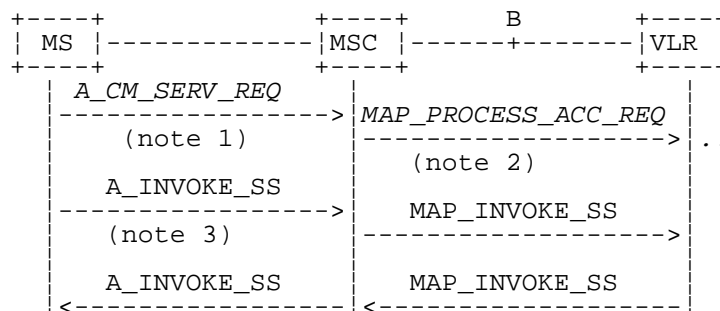 B
MS MSC VLR
A_CM_SERV_REQ
MAP_PROCESS_ACC_REQ
(note 1) ..
(note 2)
A_INVOKE_SS
MAP_INVOKE_SS
(note 3)
A_INVOKE_SS MAP_INVOKE_SS